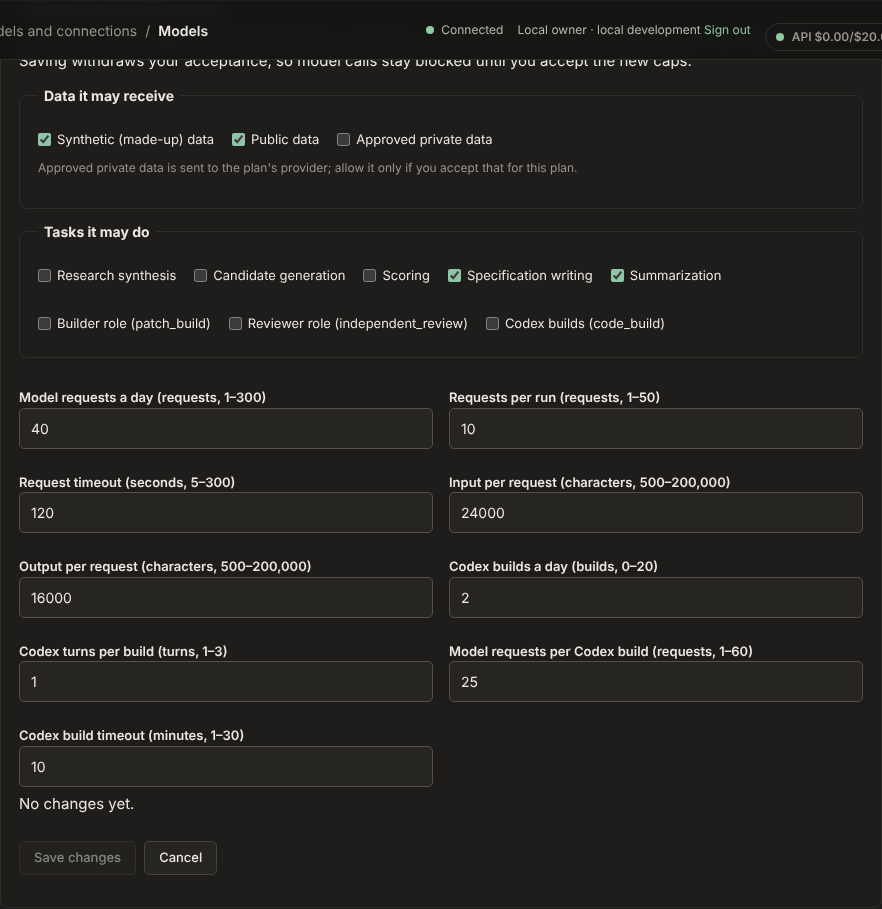 dels and connections / Models
Connected Local owner · local development Sign out API $0.00/$20.
Saving withdraws your acceptance, so model calls stay blocked until you accept the new caps.
Data it may receive
Synthetic (made-up) data Public data Approved private data
Approved private data is sent to the plan's provider; allow it only if you accept that for this plan.
Tasks it may do
Research synthesis Candidate generation Scoring Specification writing Summarization
Builder role (patch_build) Reviewer role (independent_review) Codex builds (code_build)
Model requests a day (requests, 1–300) Requests per run (requests, 1–50)
40 10
Request timeout (seconds, 5–300) Input per request (characters, 500–200,000)
120 24000
Output per request (characters, 500–200,000) Codex builds a day (builds, 0–20)
16000 2
Codex turns per build (turns, 1–3) Model requests per Codex build (requests, 1–60)
1 25
Codex build timeout (minutes, 1–30)
10
No changes yet.
Save changes Cancel